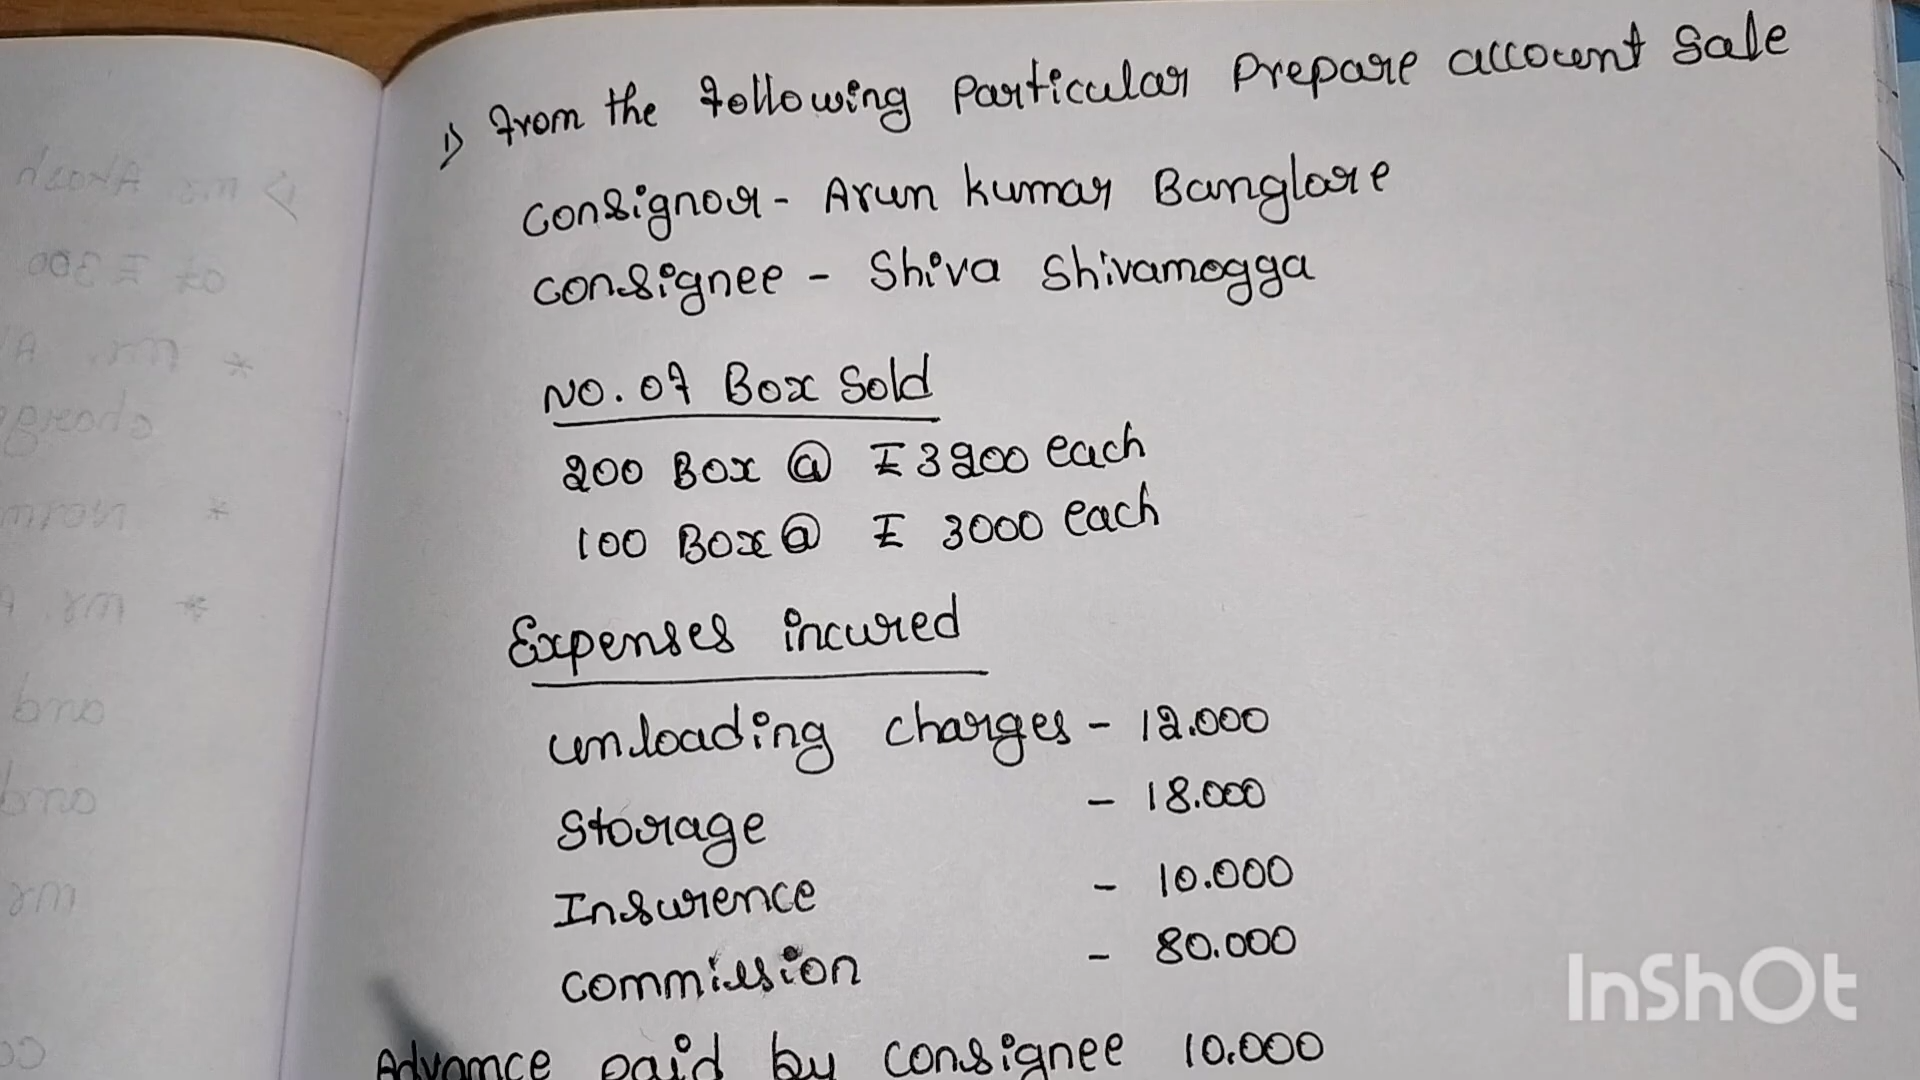 1) From the following Particular Prepare account Sale
Consignor - Arun Kumar Banglore
Consignee - Shiva Shivamogga
No. of Box Sold
200 Box @ ₹ 3200 each
100 Box @ ₹ 3000 each
Expenses incured
unloading charges - 12.000
Storage - 18.000
Insurence - 10.000
Commission - 80.000
Advance paid by consignee 10.000
InShOt